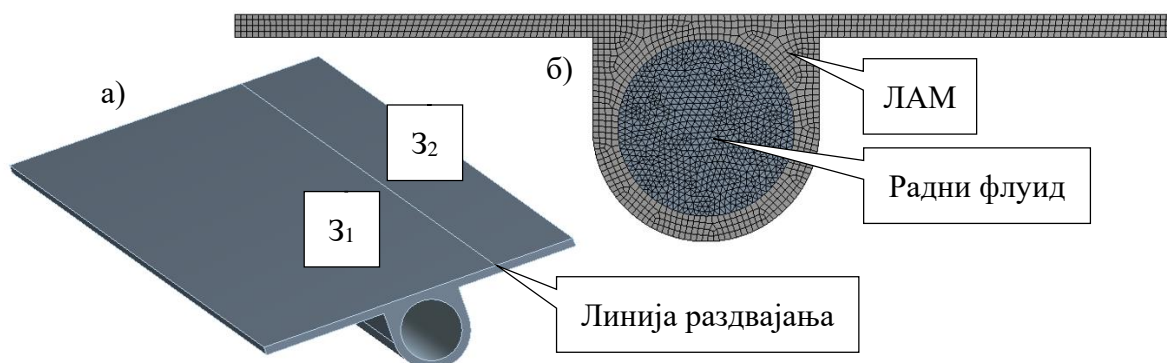 а)
б)
ЛАМ
З₂
З₁
Радни флуид
Линија раздвајања